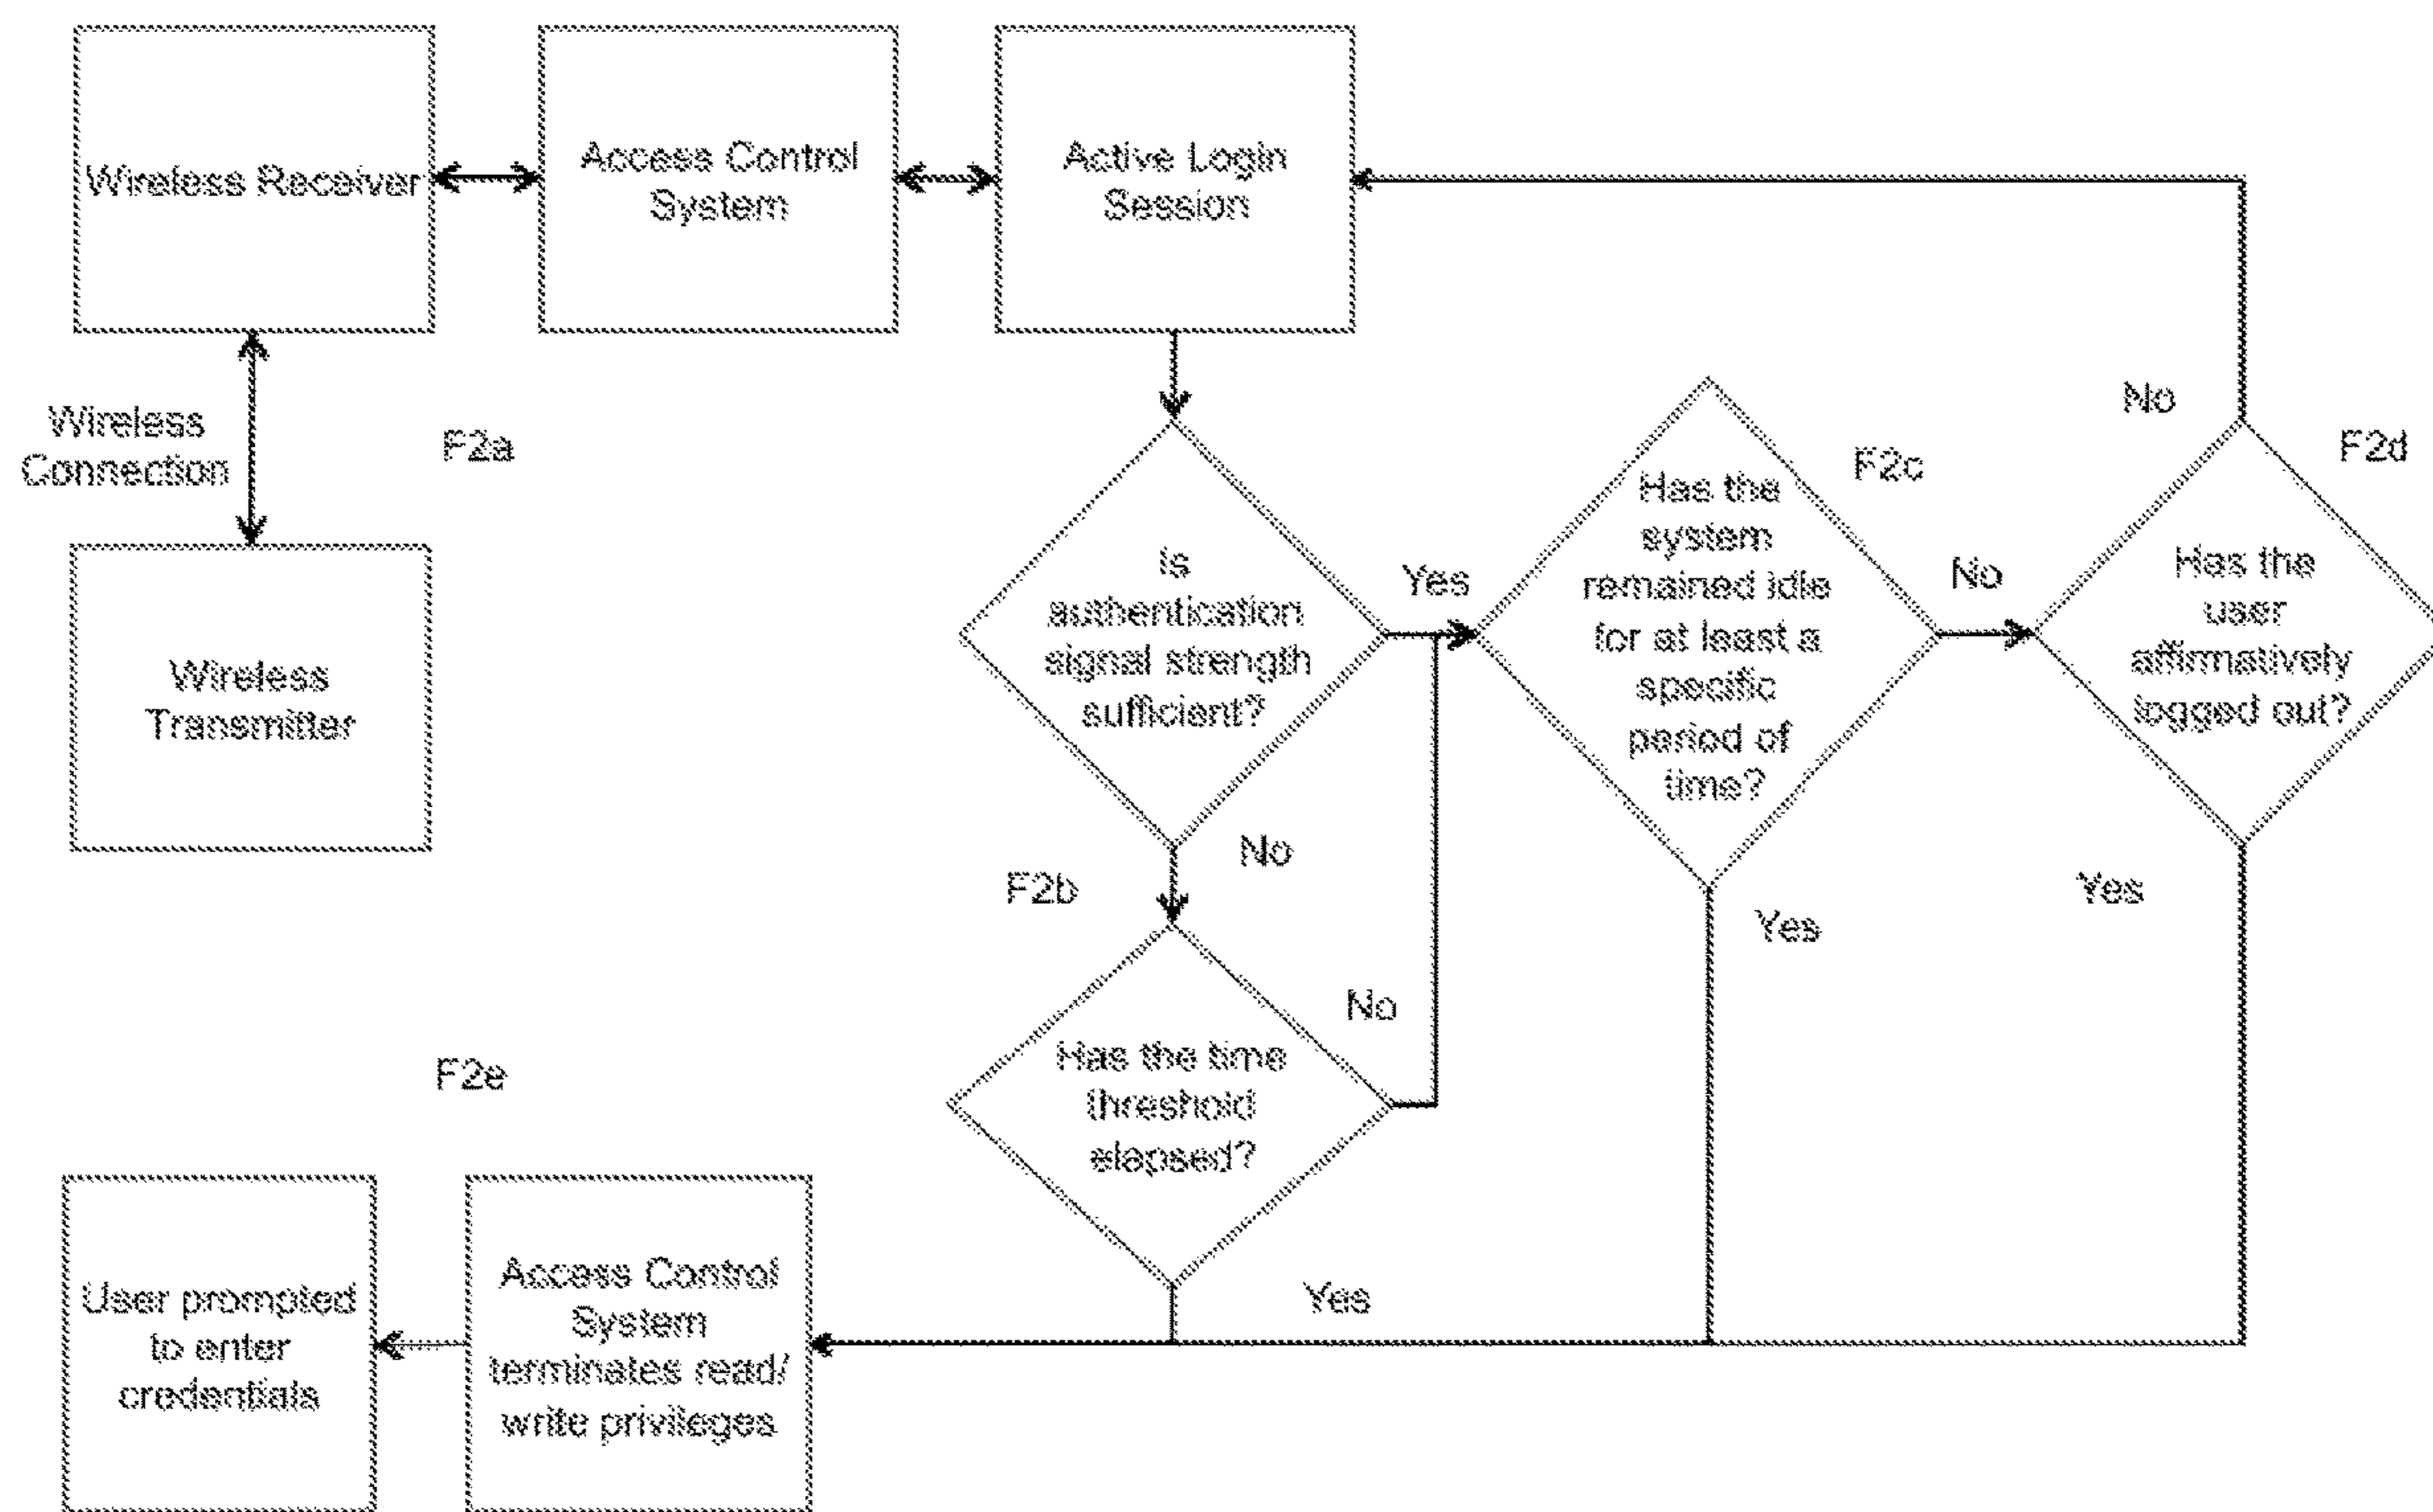 Wireless Receiver
Access Control
System
Active Login
Session
Wireless
Connection
F2a
Wireless
Transmitter
Is
authentication
signal strength
sufficient?
Yes
No
F2b
Has the time
threshold
elapsed?
No
Yes
Has the
system
remained idle
for at least a
specific
period of
time?
F2c
No
Yes
Has the
user
affirmatively
logged out?
F2d
No
Yes
F2e
User prompted
to enter
credentials
Access Control
System
terminates read/
write privileges